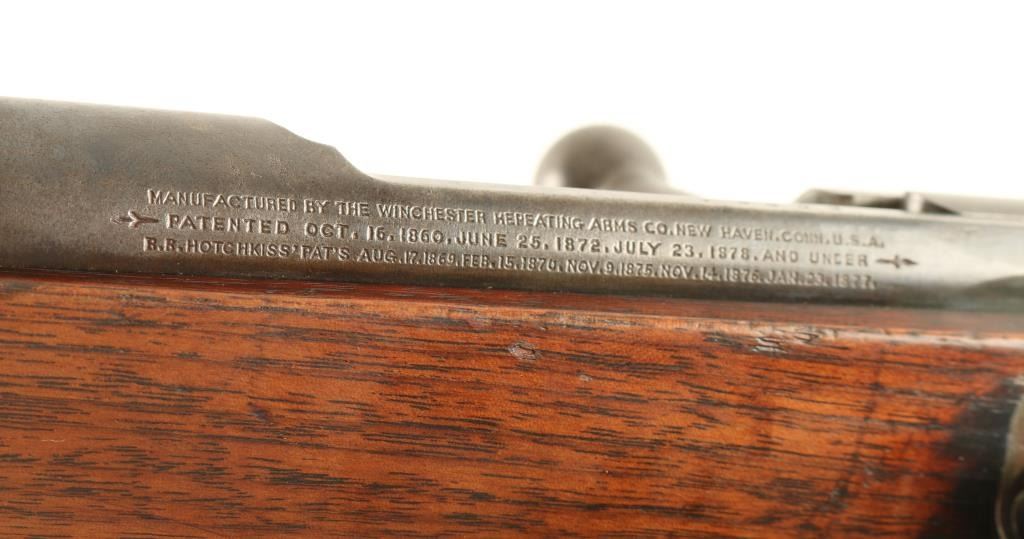 MANUFACTURED BY THE WINCHESTER REPEATING ARMS CO. NEW HAVEN. CONN. U.S.A.
PATENTED OCT. 16. 1860. JUNE 25. 1872. JULY 23. 1878. AND UNDER
B.B. HOTCHKISS' PAT'S AUG. 17. 1869. FEB. 15. 1870. NOV. 9. 1875. NOV. 14. 1876. JAN. 23. 1877.